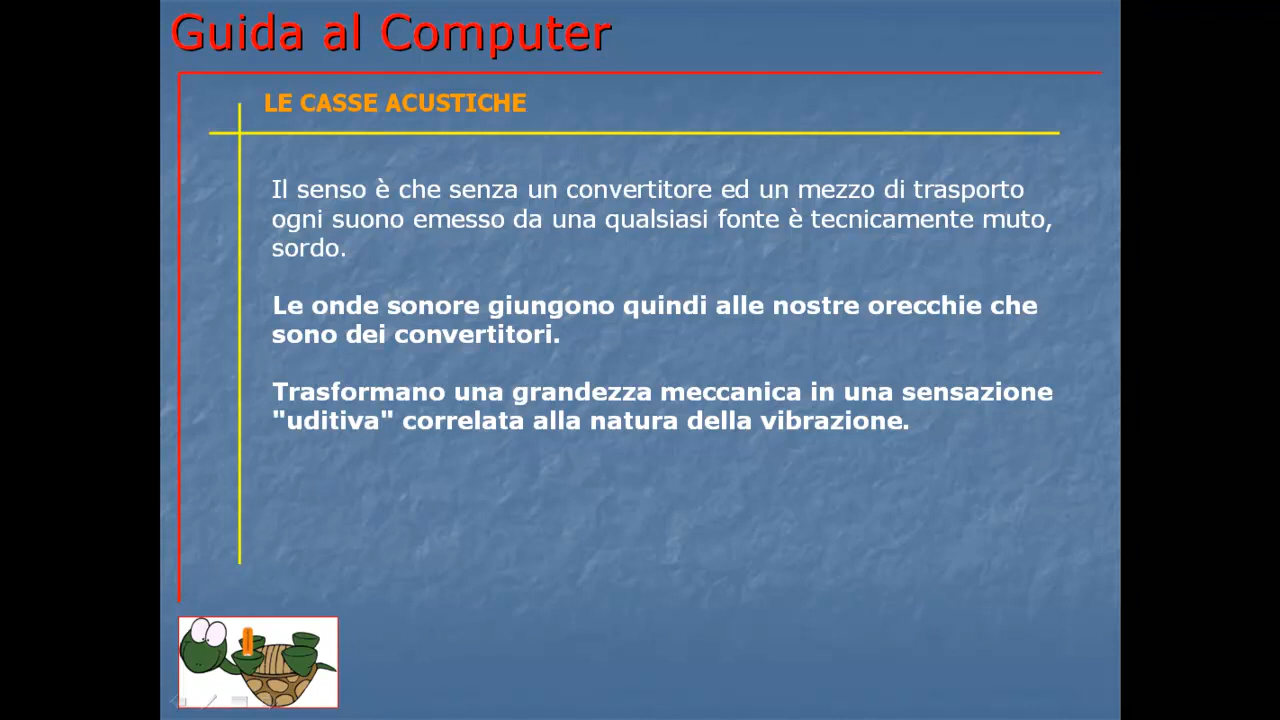 Guida al Computer
LE CASSE ACUSTICHE
Il senso è che senza un convertitore ed un mezzo di trasporto
ogni suono emesso da una qualsiasi fonte è tecnicamente muto,
sordo.
Le onde sonore giungono quindi alle nostre orecchie che
sono dei convertitori.
Trasformano una grandezza meccanica in una sensazione
"uditiva" correlata alla natura della vibrazione.